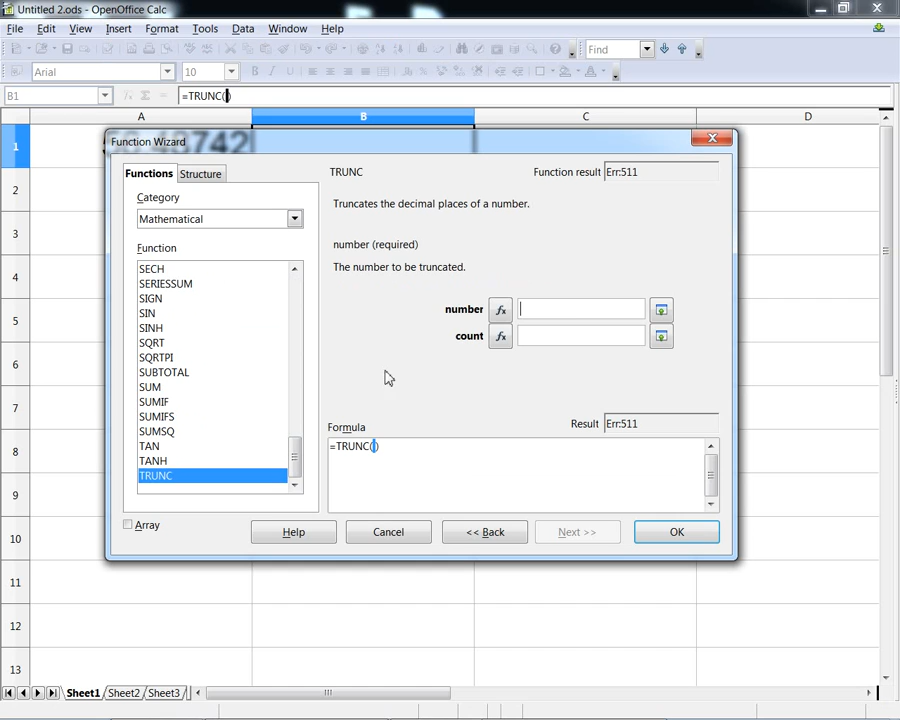 Untitled 2.ods - OpenOffice Calc
File Edit View Insert Format Tools Data Window Help
Find
Arial 10
B1 =TRUNC()
A B C D
1
2
3
4
5
6
7
8
9
10
11
12
13
Function Wizard
Functions Structure
Category
Mathematical
Function
SECH
SERIESSUM
SIGN
SIN
SINH
SQRT
SQRTPI
SUBTOTAL
SUM
SUMIF
SUMIFS
SUMSQ
TAN
TANH
TRUNC
Array
TRUNC
Function result Err:511
Truncates the decimal places of a number.
number (required)
The number to be truncated.
number fx
count fx
Formula
Result Err:511
=TRUNC()
Help Cancel << Back Next >> OK
Sheet1 Sheet2 Sheet3